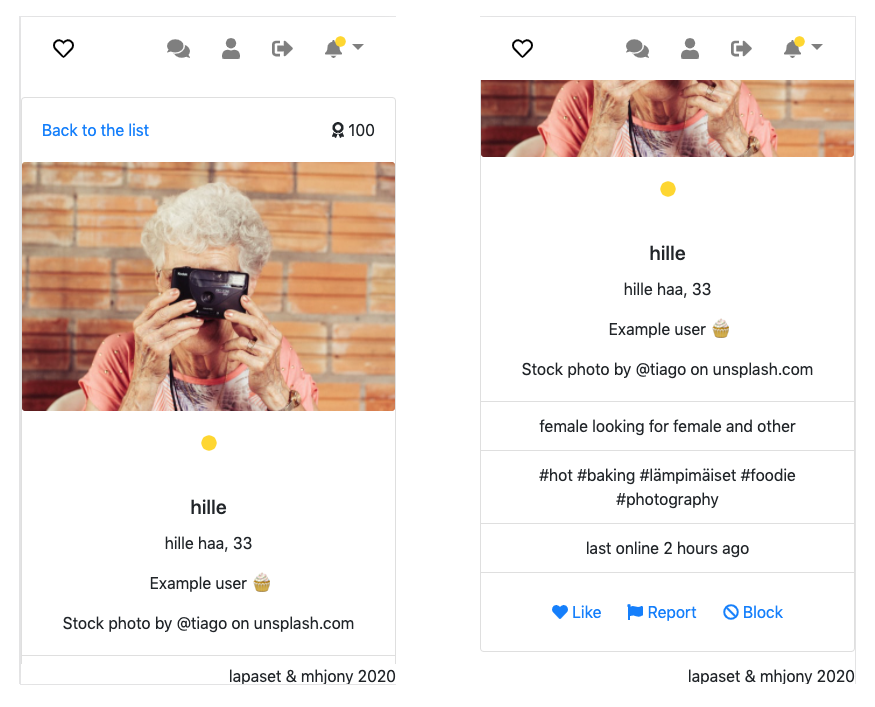 Back to the list
100
hille
hille haa, 33
Example user 🧁
Stock photo by @tiago on unsplash.com
lapaset & mhjony 2020
hille
hille haa, 33
Example user 🧁
Stock photo by @tiago on unsplash.com
female looking for female and other
#hot #baking #lämpimäiset #foodie
#photography
last online 2 hours ago
Like Report Block
lapaset & mhjony 2020